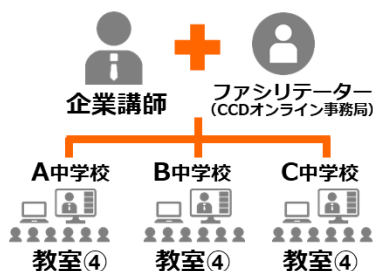 企業講師
ファシリテーター
(CCDオンライン事務局)
A中学校 B中学校 C中学校
教室④ 教室④ 教室④